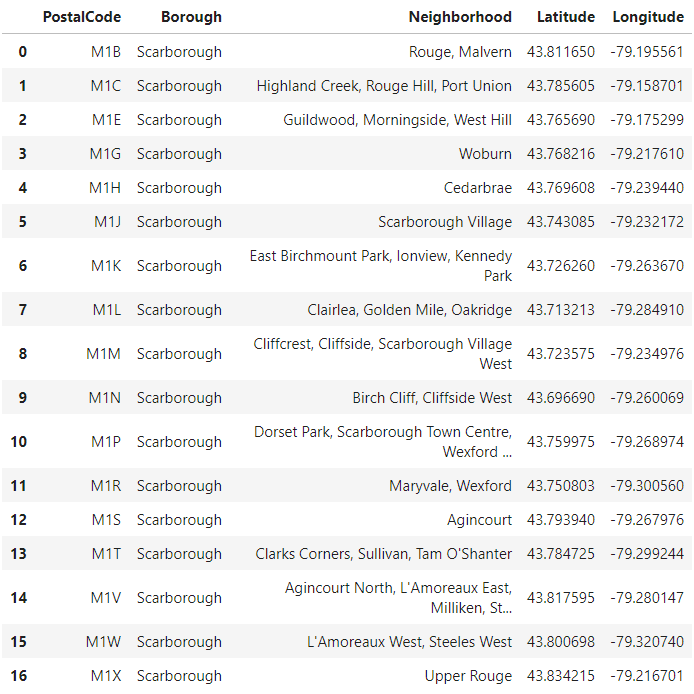 PostalCode Borough Neighborhood Latitude Longitude
0 M1B Scarborough Rouge, Malvern 43.811650 -79.195561
1 M1C Scarborough Highland Creek, Rouge Hill, Port Union 43.785605 -79.158701
2 M1E Scarborough Guildwood, Morningside, West Hill 43.765690 -79.175299
3 M1G Scarborough Woburn 43.768216 -79.217610
4 M1H Scarborough Cedarbrae 43.769608 -79.239440
5 M1J Scarborough Scarborough Village 43.743085 -79.232172
6 M1K Scarborough East Birchmount Park, Ionview, Kennedy
Park 43.726260 -79.263670
7 M1L Scarborough Clairlea, Golden Mile, Oakridge 43.713213 -79.284910
8 M1M Scarborough Cliffcrest, Cliffside, Scarborough Village
West 43.723575 -79.234976
9 M1N Scarborough Birch Cliff, Cliffside West 43.696690 -79.260069
10 M1P Scarborough Dorset Park, Scarborough Town Centre,
Wexford ... 43.759975 -79.268974
11 M1R Scarborough Maryvale, Wexford 43.750803 -79.300560
12 M1S Scarborough Agincourt 43.793940 -79.267976
13 M1T Scarborough Clarks Corners, Sullivan, Tam O'Shanter 43.784725 -79.299244
14 M1V Scarborough Agincourt North, L'Amoreaux East,
Milliken, St... 43.817595 -79.280147
15 M1W Scarborough L'Amoreaux West, Steeles West 43.800698 -79.320740
16 M1X Scarborough Upper Rouge 43.834215 -79.216701